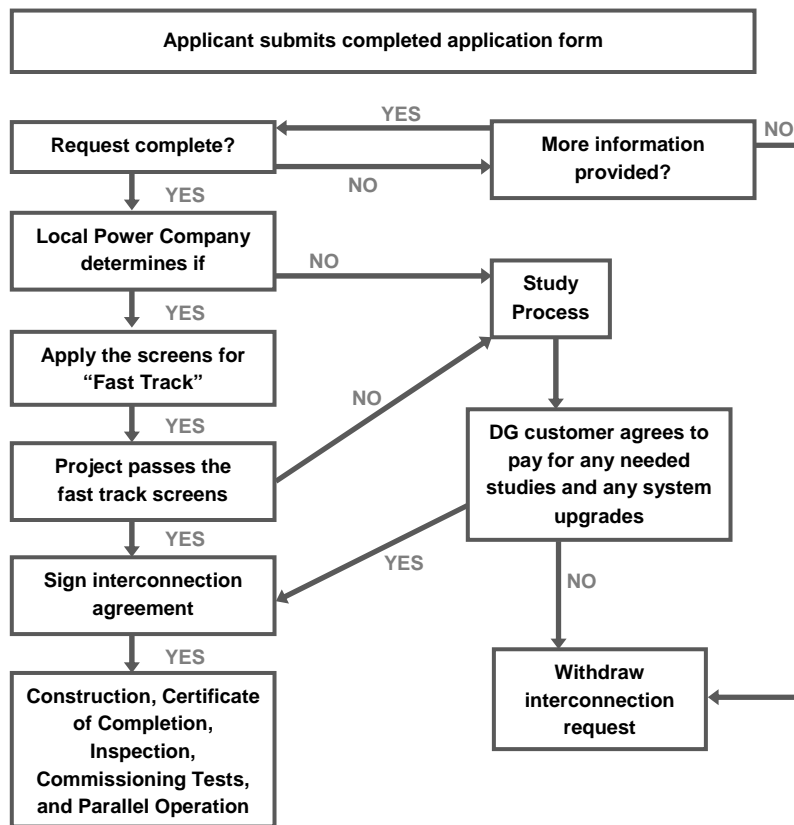 Applicant submits completed application form
YES
NO
Request complete?
More information
provided?
NO
YES
Local Power Company
determines if
NO
Study
Process
YES
Apply the screens for
“Fast Track”
NO
YES
Project passes the
fast track screens
DG customer agrees to
pay for any needed
studies and any system
upgrades
YES
YES
Sign interconnection
agreement
NO
YES
Withdraw
interconnection
request
Construction, Certificate
of Completion,
Inspection,
Commissioning Tests,
and Parallel Operation